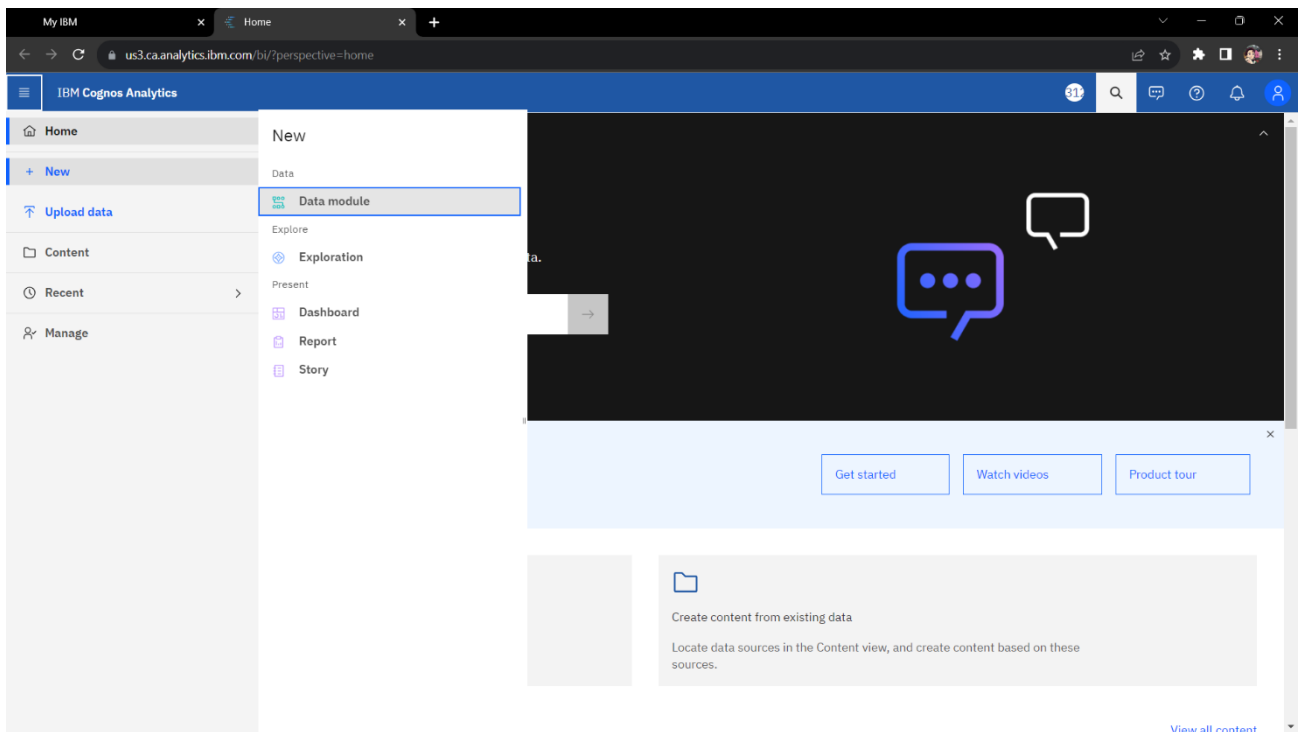 My IBM
Home
us3.ca.analytics.ibm.com/bi/?perspective=home
IBM Cognos Analytics
Home
New
Upload data
Content
Recent
Manage
New
Data
Data module
Explore
Exploration
Present
Dashboard
Report
Story
ta.
Get started
Watch videos
Product tour
Create content from existing data
Locate data sources in the Content view, and create content based on these
sources.
View all content